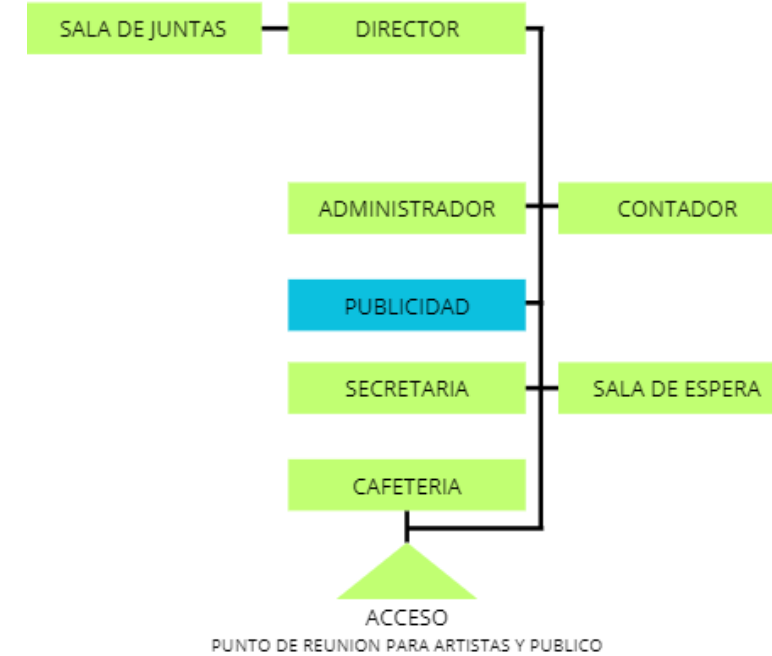 SALA DE JUNTAS
DIRECTOR
ADMINISTRADOR
CONTADOR
PUBLICIDAD
SECRETARIA
SALA DE ESPERA
CAFETERIA
ACCESO
PUNTO DE REUNION PARA ARTISTAS Y PUBLICO